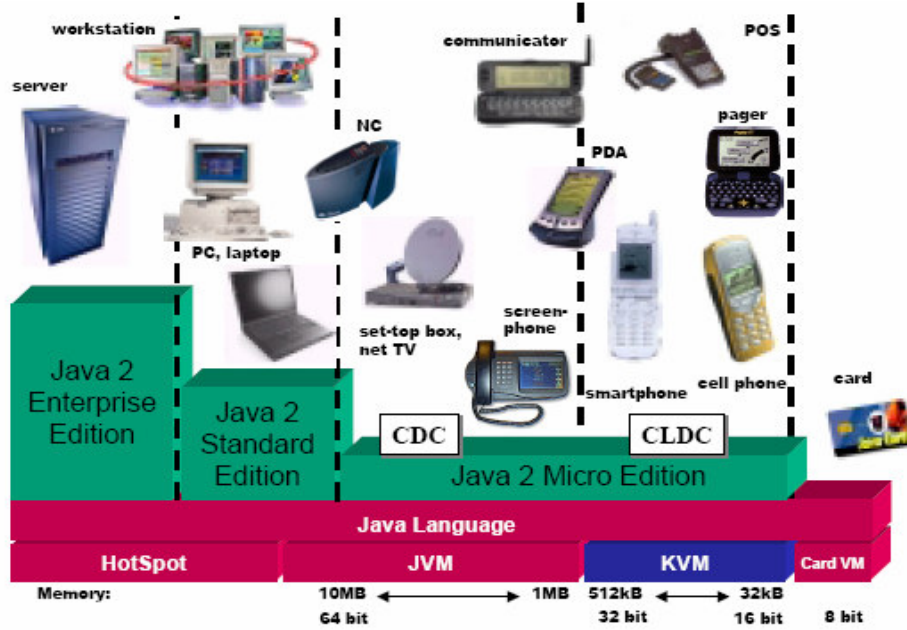 workstation
server
communicator
POS
NC
pager
PDA
PC, laptop
set-top box,
net TV
screen-
phone
smartphone
cell phone
card
Java 2
Enterprise
Edition
Java 2
Standard
Edition
CDC
CLDC
Java 2 Micro Edition
Java Language
HotSpot
JVM
KVM
Card VM
Memory: 10MB 1MB 512kB 32kB
64 bit 32 bit 16 bit 8 bit